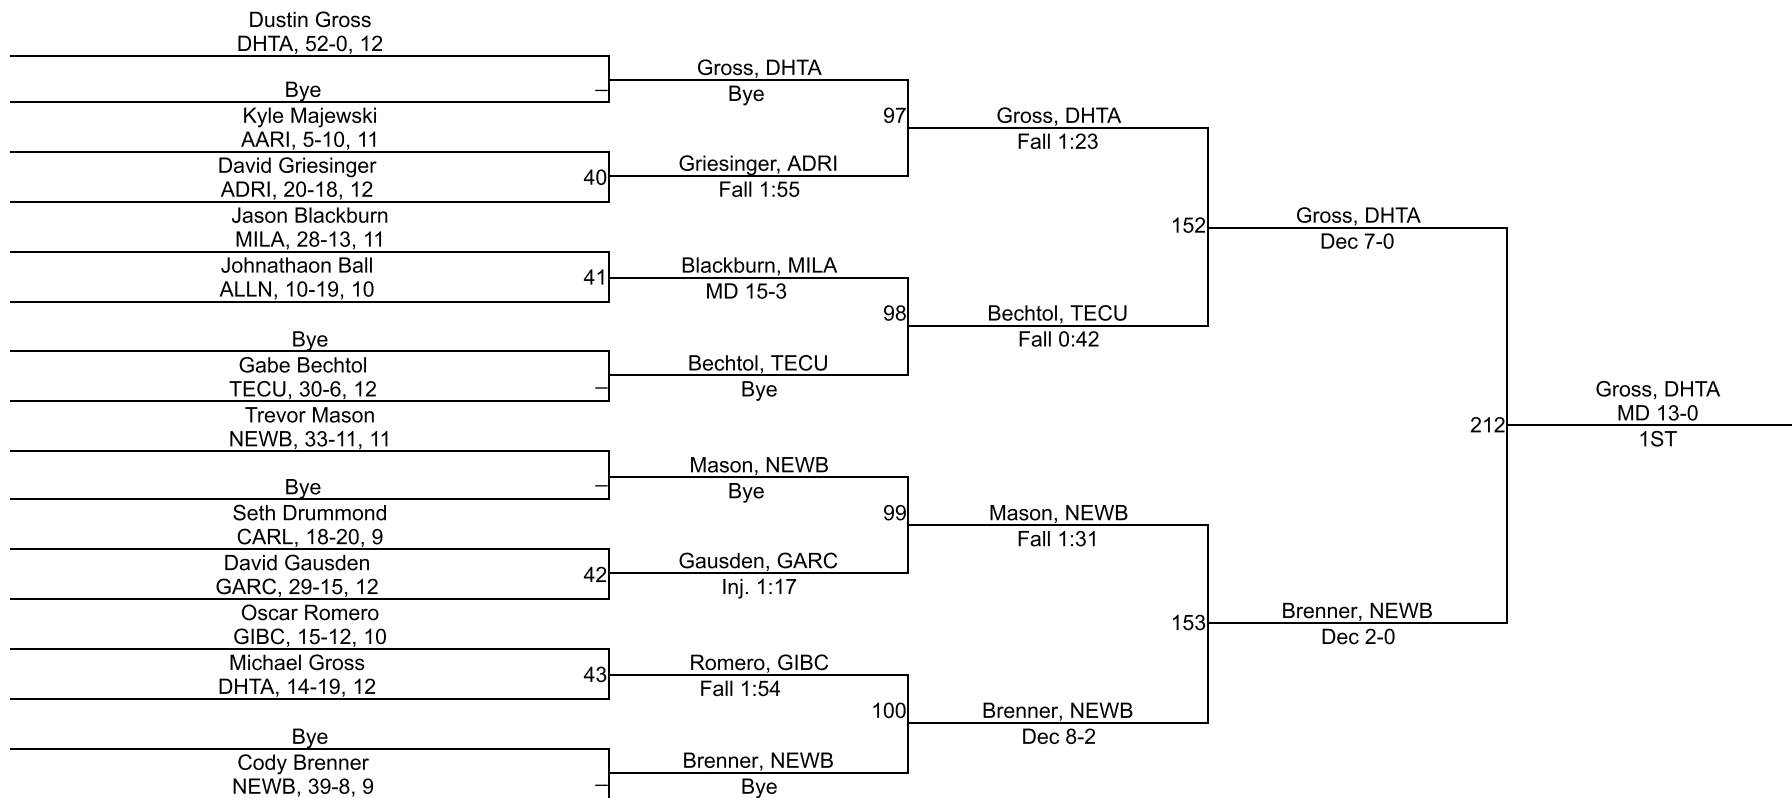 Dustin Gross
DHTA, 52-0, 12
Bye
–
Kyle Majewski
AARI, 5-10, 11
David Griesinger
ADRI, 20-18, 12
40
Jason Blackburn
MILA, 28-13, 11
Johnathaon Ball
ALLN, 10-19, 10
41
Bye
Gabe Bechtol
TECU, 30-6, 12
–
Trevor Mason
NEWB, 33-11, 11
Bye
–
Seth Drummond
CARL, 18-20, 9
David Gausden
GARC, 29-15, 12
42
Oscar Romero
GIBC, 15-12, 10
Michael Gross
DHTA, 14-19, 12
43
Bye
Cody Brenner
NEWB, 39-8, 9
–
Gross, DHTA
Bye
97
Griesinger, ADRI
Fall 1:55
Blackburn, MILA
MD 15-3
98
Bechtol, TECU
Bye
Mason, NEWB
Bye
99
Gausden, GARC
Inj. 1:17
Romero, GIBC
Fall 1:54
100
Brenner, NEWB
Bye
Gross, DHTA
Fall 1:23
152
Bechtol, TECU
Fall 0:42
Mason, NEWB
Fall 1:31
153
Brenner, NEWB
Dec 8-2
Gross, DHTA
Dec 7-0
212
Brenner, NEWB
Dec 2-0
Gross, DHTA
MD 13-0
1ST